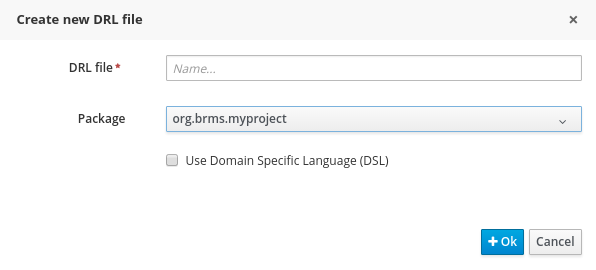 Create new DRL file ×
DRL file*
Name...
Package
org.brms.myproject
Use Domain Specific Language (DSL)
+ Ok Cancel